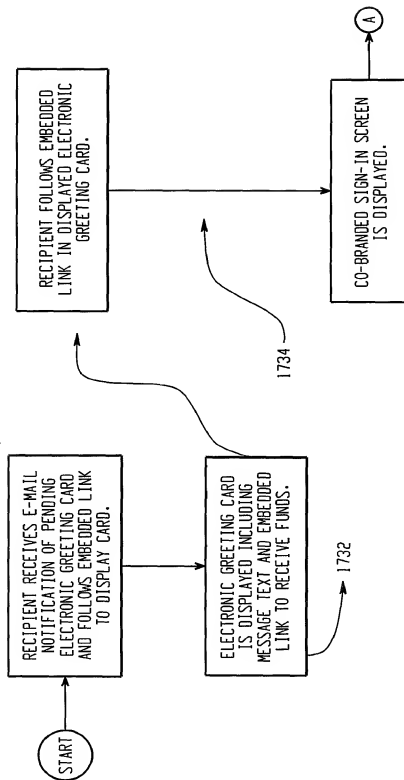 START
RECIPIENT RECEIVES E-MAIL
NOTIFICATION OF PENDING
ELECTRONIC GREETING CARD
AND FOLLOWS EMBEDDED LINK
TO DISPLAY CARD.
ELECTRONIC GREETING CARD
IS DISPLAYED INCLUDING
MESSAGE TEXT AND EMBEDDED
LINK TO RECEIVE FUNDS.
1732
RECIPIENT FOLLOWS EMBEDDED
LINK IN DISPLAYED ELECTRONIC
GREETING CARD.
1734
CO-BRANDED SIGN-IN SCREEN
IS DISPLAYED.
A